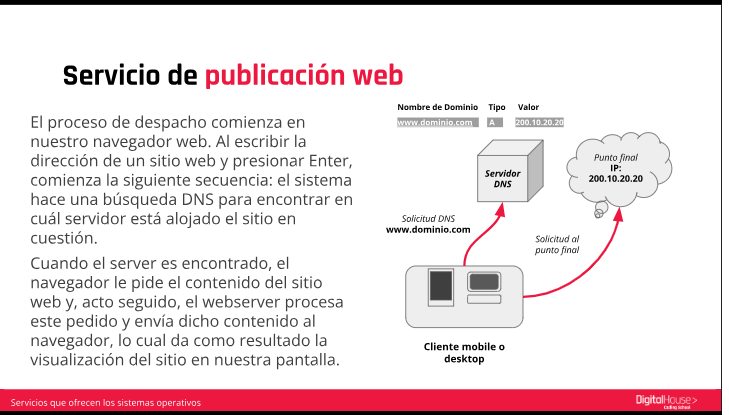 Servicio de publicación web
El proceso de despacho comienza en
nuestro navegador web. Al escribir la
dirección de un sitio web y presionar Enter,
comienza la siguiente secuencia: el sistema
hace una búsqueda DNS para encontrar en
cuál servidor está alojado el sitio en
cuestión.
Cuando el server es encontrado, el
navegador le pide el contenido del sitio
web y, acto seguido, el webserver procesa
este pedido y envía dicho contenido al
navegador, lo cual da como resultado la
visualización del sitio en nuestra pantalla.
Nombre de Dominio Tipo Valor
www.dominio.com A 200.10.20.20
Servidor
DNS
Punto final
IP:
200.10.20.20
Solicitud DNS
www.dominio.com
Solicitud al
punto final
Cliente mobile o
desktop
Servicios que ofrecen los sistemas operativos
DigitalHouse>
Coding School